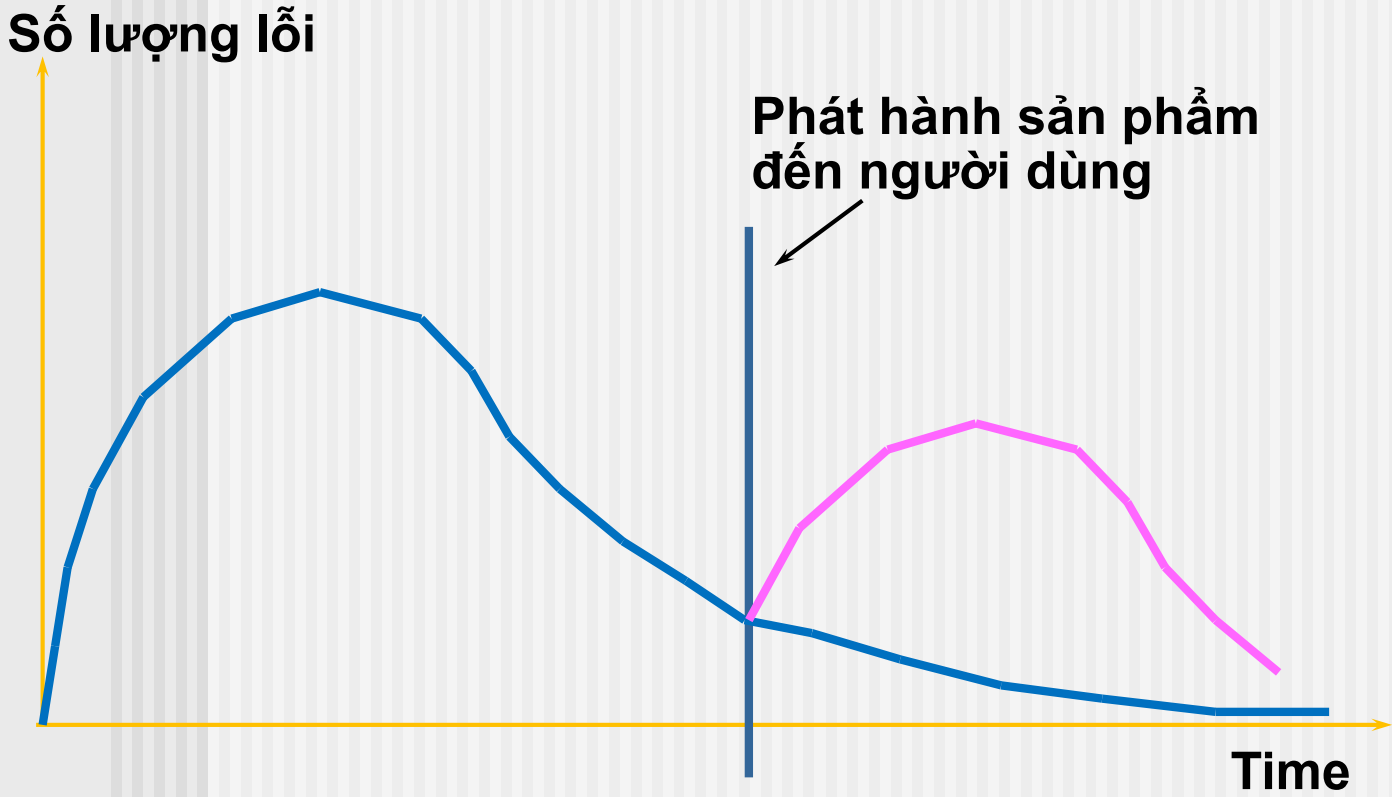 Số lượng lỗi
Phát hành sản phẩm
đến người dùng
Time